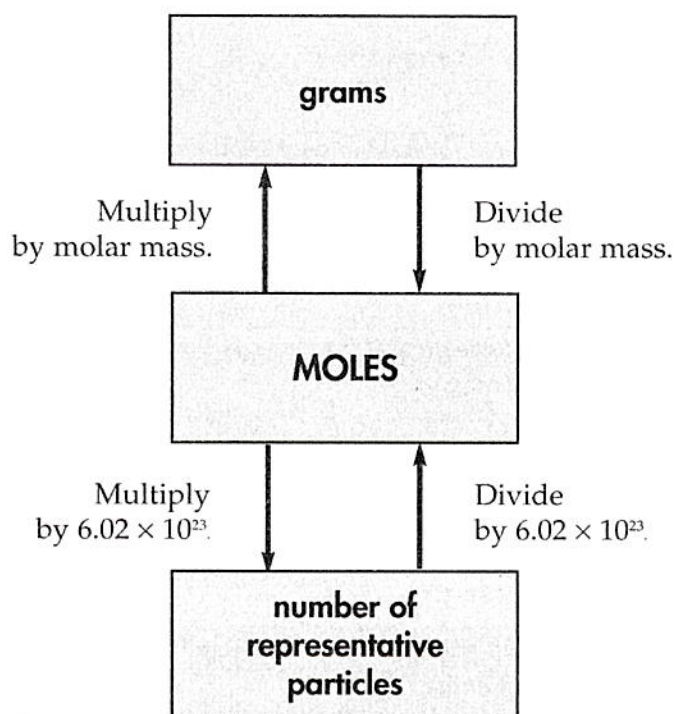 grams
Multiply
by molar mass.
Divide
by molar mass.
MOLES
Multiply
by 6.02 × 10²³.
Divide
by 6.02 × 10²³.
number of
representative
particles